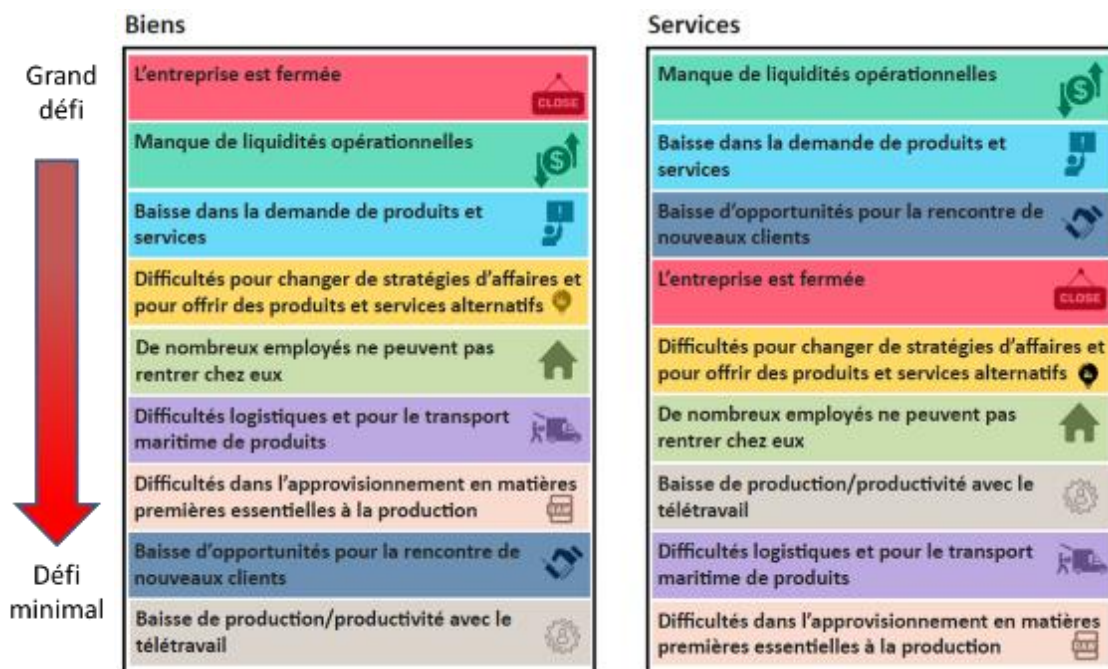 Grand
défi
Défi
minimal
Biens
L'entreprise est fermée
CLOSE
Manque de liquidités opérationnelles
Baisse dans la demande de produits et
services
Difficultés pour changer de stratégies d'affaires et
pour offrir des produits et services alternatifs
De nombreux employés ne peuvent pas
rentrer chez eux
Difficultés logistiques et pour le transport
maritime de produits
Difficultés dans l'approvisionnement en matières
premières essentielles à la production
Baisse d'opportunités pour la rencontre de
nouveaux clients
Baisse de production/productivité avec le
télétravail
Services
Manque de liquidités opérationnelles
Baisse dans la demande de produits et
services
Baisse d'opportunités pour la rencontre de
nouveaux clients
L'entreprise est fermée
CLOSE
Difficultés pour changer de stratégies d'affaires et
pour offrir des produits et services alternatifs
De nombreux employés ne peuvent pas
rentrer chez eux
Baisse de production/productivité avec le
télétravail
Difficultés logistiques et pour le transport
maritime de produits
Difficultés dans l'approvisionnement en matières
premières essentielles à la production